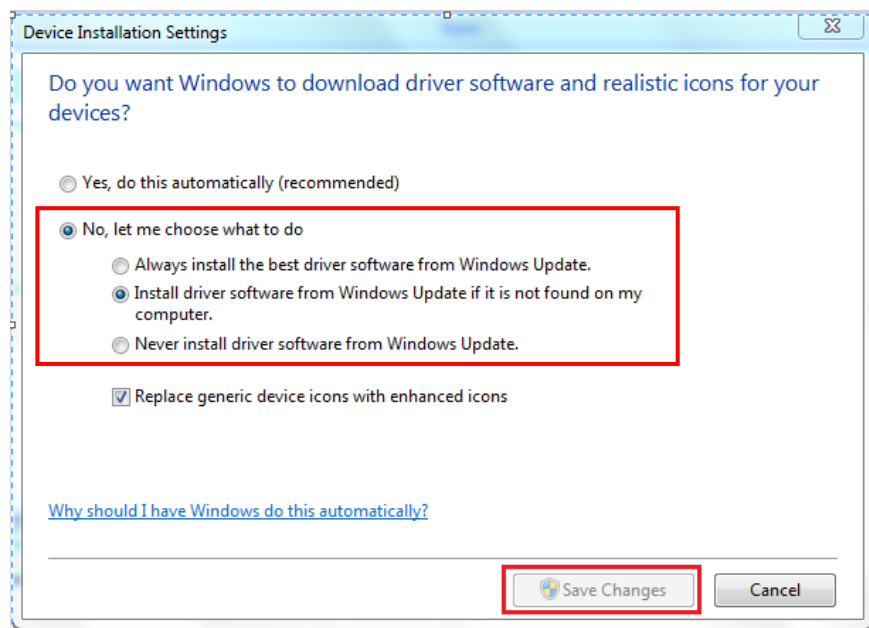 Device Installation Settings
Do you want Windows to download driver software and realistic icons for your
devices?
Yes, do this automatically (recommended)
No, let me choose what to do
Always install the best driver software from Windows Update.
Install driver software from Windows Update if it is not found on my
computer.
Never install driver software from Windows Update.
Replace generic device icons with enhanced icons
Why should I have Windows do this automatically?
Save Changes
Cancel